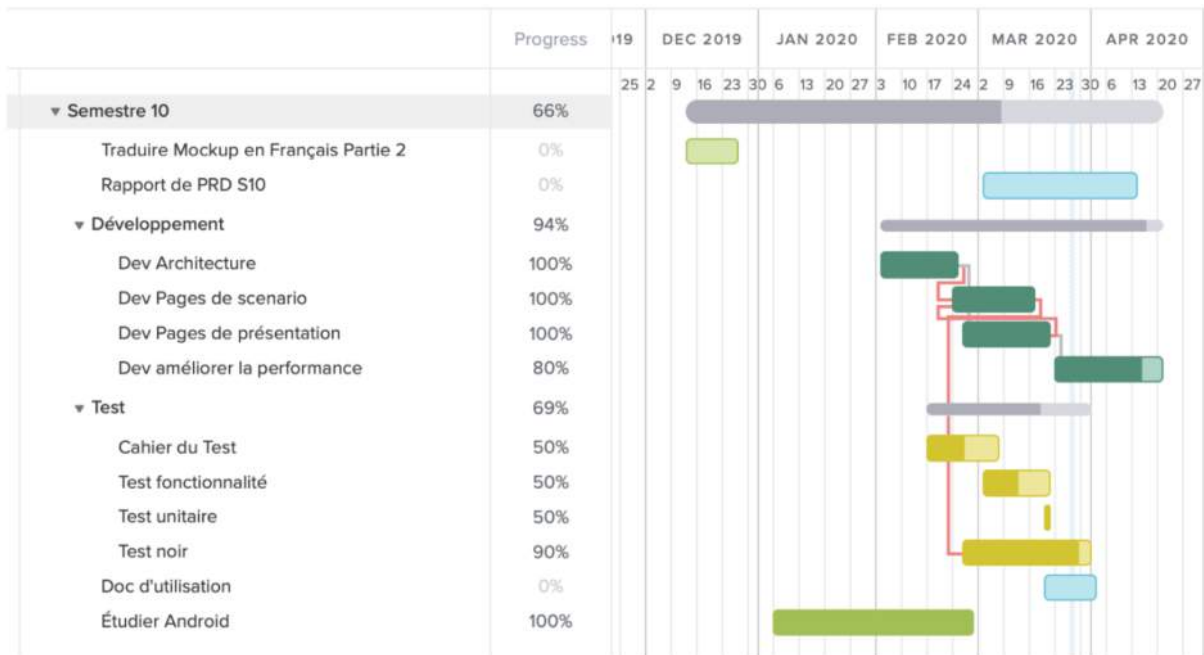 Progress 019 DEC 2019 JAN 2020 FEB 2020 MAR 2020 APR 2020
25 2 9 16 23 30 6 13 20 27 3 10 17 24 2 9 16 23 30 6 13 20 27
Semestre 10 66%
Traduire Mockup en Français Partie 2 0%
Rapport de PRD S10 0%
Développement 94%
Dev Architecture 100%
Dev Pages de scenario 100%
Dev Pages de présentation 100%
Dev améliorer la performance 80%
Test 69%
Cahier du Test 50%
Test fonctionnalité 50%
Test unitaire 50%
Test noir 90%
Doc d'utilisation 0%
Étudier Android 100%